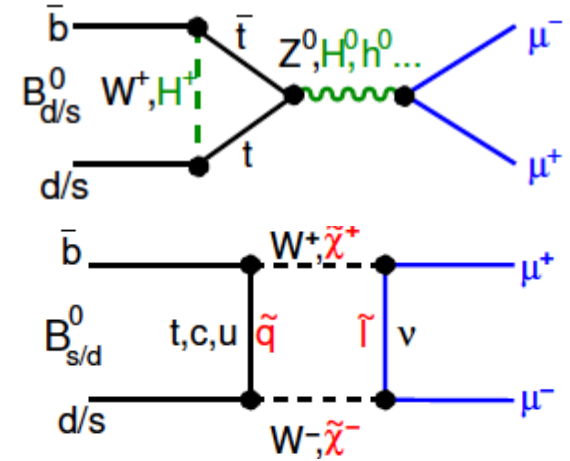 b̄ t̄ Z⁰,H⁰,h⁰... μ⁻
B⁰d/s W⁺,H⁺
d/s t μ⁺
b̄ W⁺,χ̃⁺ μ⁺
B⁰s/d t,c,u q̃ l̃ ν
d/s W⁻,χ̃⁻ μ⁻